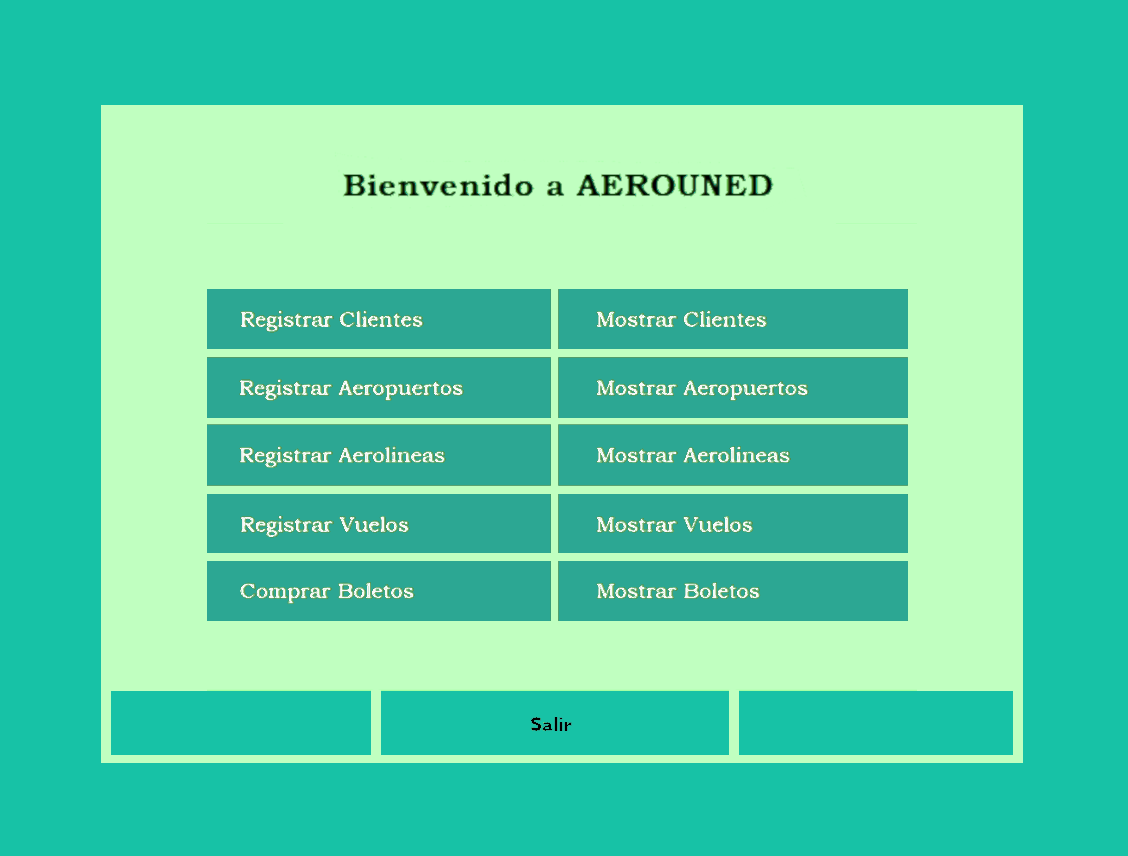 Bienvenido a AEROUNED
Registrar Clientes
Mostrar Clientes
Registrar Aeropuertos
Mostrar Aeropuertos
Registrar Aerolineas
Mostrar Aerolineas
Registrar Vuelos
Mostrar Vuelos
Comprar Boletos
Mostrar Boletos
Salir